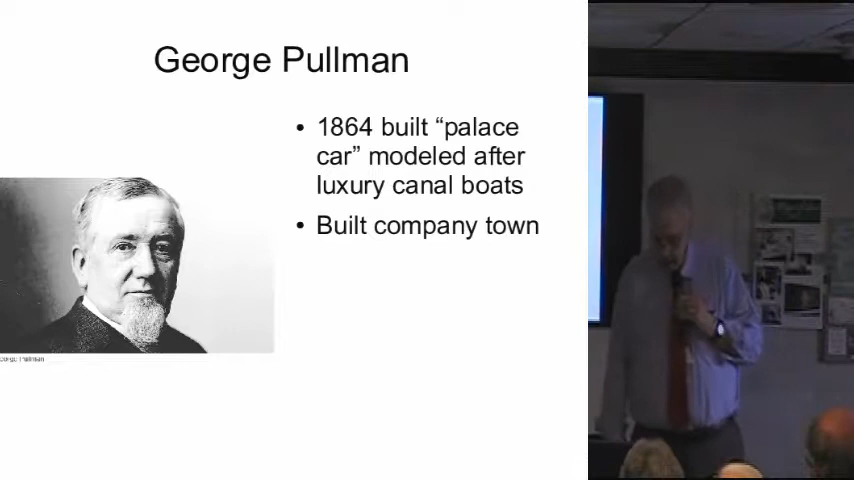 George Pullman
• 1864 built “palace
car” modeled after
luxury canal boats
• Built company town